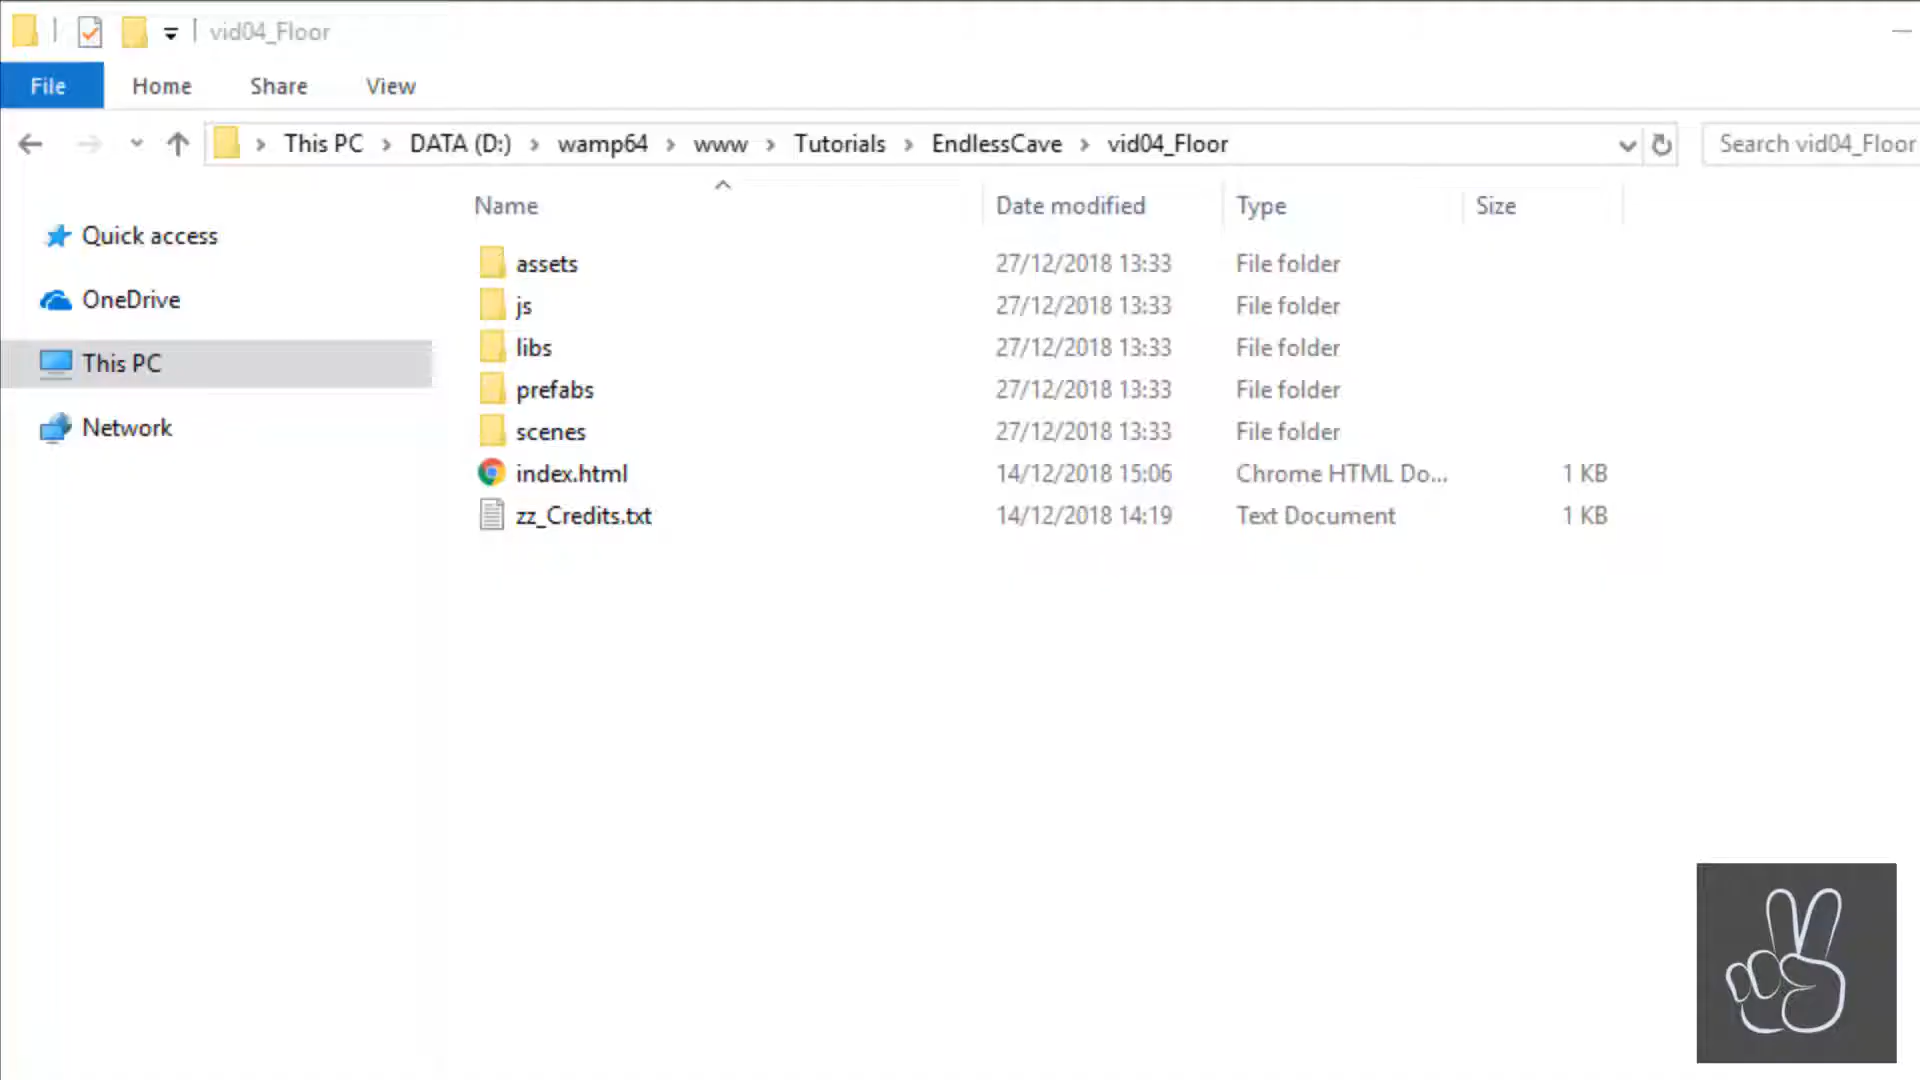 vid04_Floor
File Home Share View
This PC DATA (D:) wamp64 www Tutorials EndlessCave vid04_Floor Search vid04_Floor
Name Date modified Type Size
Quick access
OneDrive
This PC
Network
assets 27/12/2018 13:33 File folder
js 27/12/2018 13:33 File folder
libs 27/12/2018 13:33 File folder
prefabs 27/12/2018 13:33 File folder
scenes 27/12/2018 13:33 File folder
index.html 14/12/2018 15:06 Chrome HTML Do... 1 KB
zz_Credits.txt 14/12/2018 14:19 Text Document 1 KB